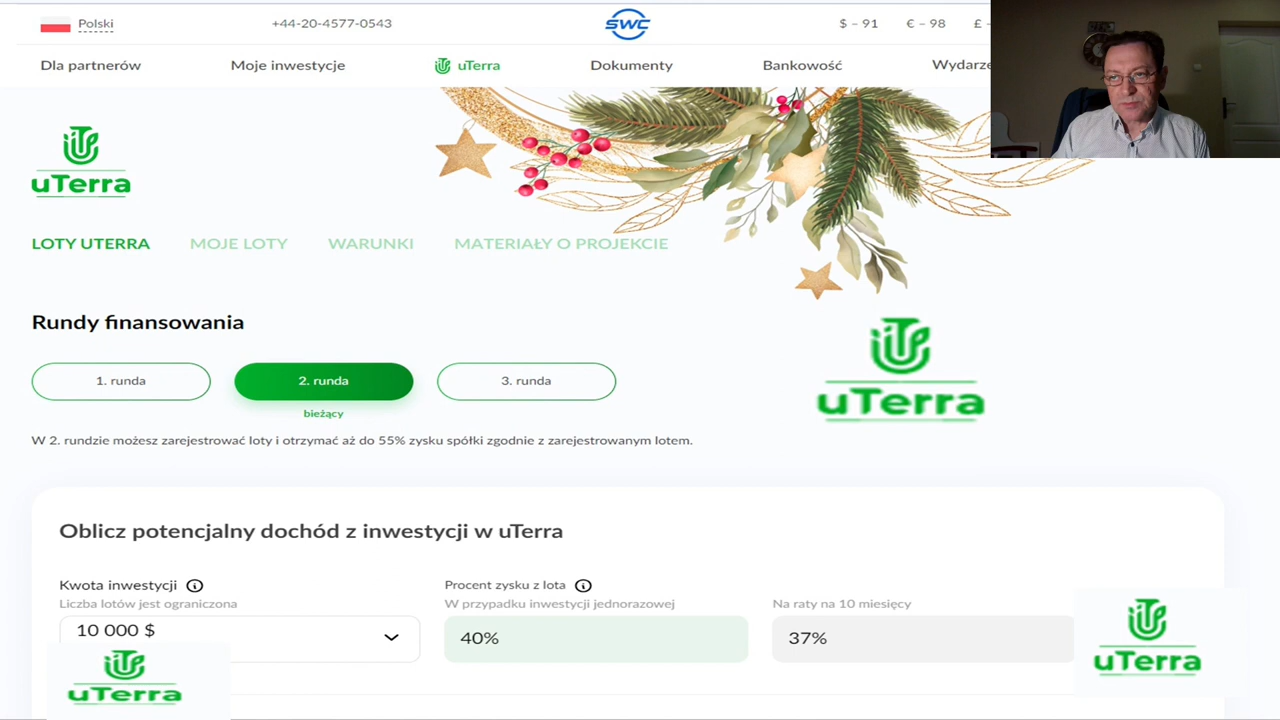 Polski
+44-20-4577-0543
SWC
$ – 91 € – 98 £ –
Dla partnerów Moje inwestycje uTerra Dokumenty Bankowość Wydarze
uTerra
LOTY UTERRA MOJE LOTY WARUNKI MATERIAŁY O PROJEKCIE
Rundy finansowania
1. runda 2. runda 3. runda
bieżący
uTerra
W 2. rundzie możesz zarejestrować loty i otrzymać aż do 55% zysku spółki zgodnie z zarejestrowanym lotem.
Oblicz potencjalny dochód z inwestycji w uTerra
Kwota inwestycji Procent zysku z lota
Liczba lotów jest ograniczona W przypadku inwestycji jednorazowej Na raty na 10 miesięcy
10 000 $ 40% 37%
uTerra
uTerra